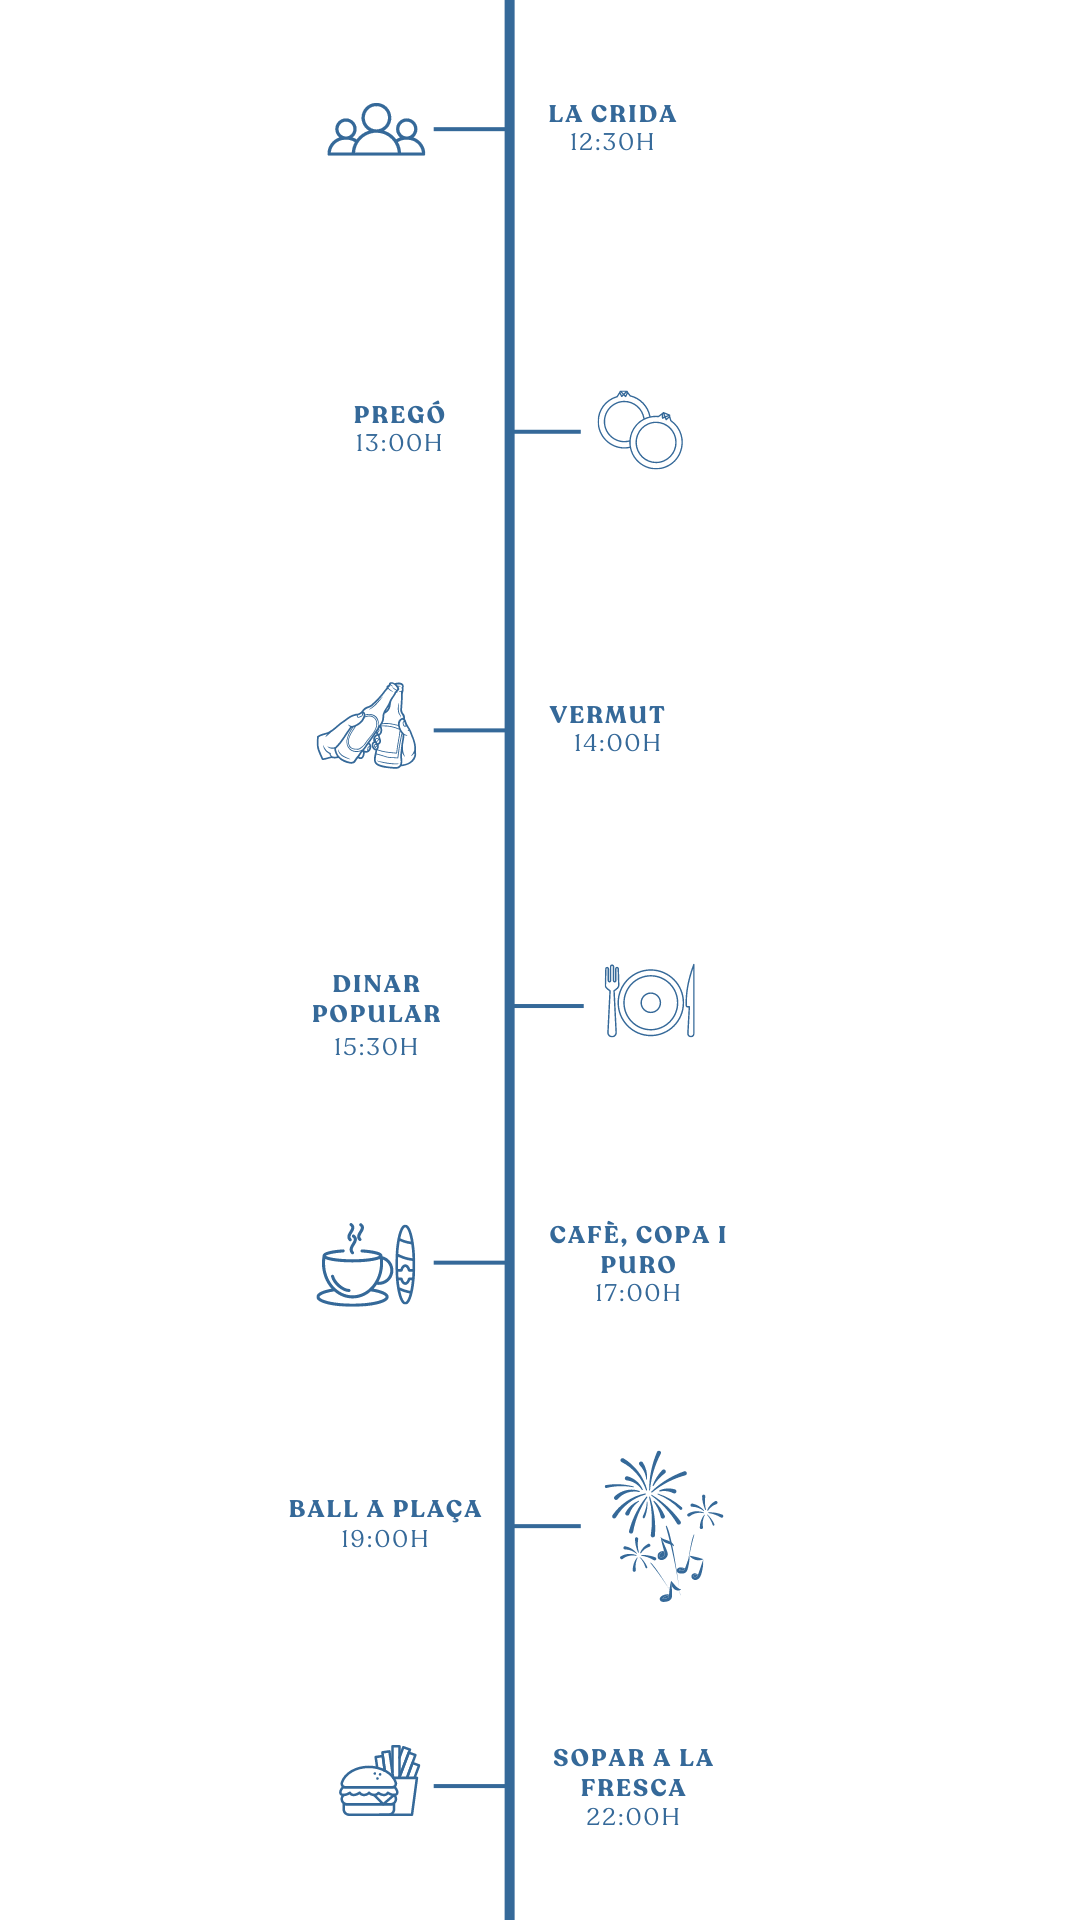 LA CRIDA
12:30H
PREGÓ
13:00H
VERMUT
14:00H
DINAR
POPULAR
15:30H
CAFÈ, COPA I
PURO
17:00H
BALL A PLAÇA
19:00H
SOPAR A LA
FRESCA
22:00H